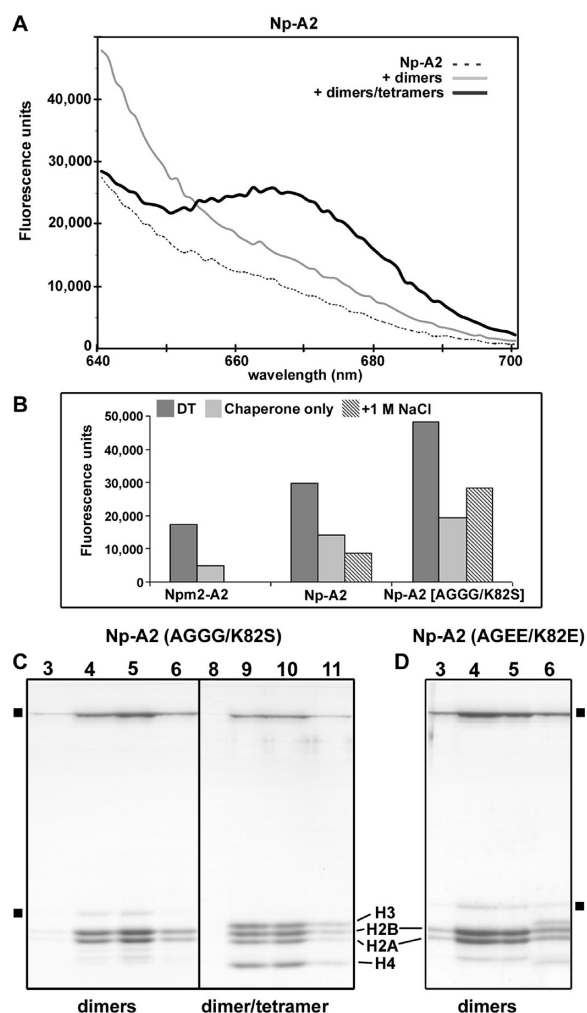 A
Np-A2
Np-A2
+ dimers
+ dimers/tetramers
Fluorescence units
40,000
30,000
20,000
10,000
0
640
660
680
700
wavelength (nm)
B
DT
Chaperone only
+1 M NaCl
Fluorescence units
50,000
40,000
30,000
20,000
10,000
0
Npm2-A2
Np-A2
Np-A2 [AGGG/K82S]
Np-A2 (AGGG/K82S)
Np-A2 (AGEE/K82E)
C
3 4 5 6 8 9 10 11
D
3 4 5 6
H3
H2B
H2A
H4
dimers
dimer/tetramer
dimers